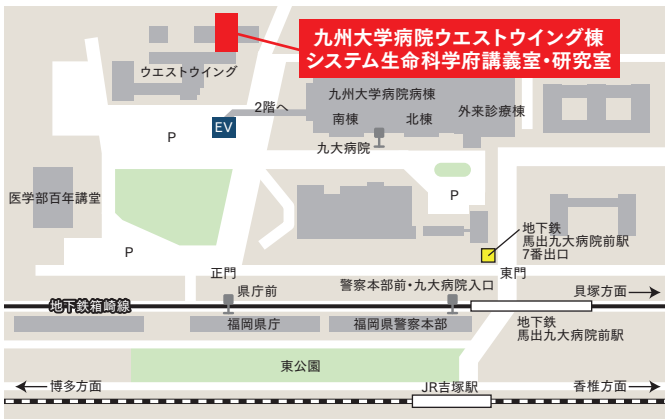 九州大学病院ウエストウイング棟
システム生命科学府講義室・研究室
ウエストウイング
2階へ
EV
九州大学病院病棟
南棟
北棟
外来診療棟
九大病院
P
P
医学部百年講堂
P
地下鉄
馬出九大病院前駅
7番出口
正門
東門
県庁前
警察本部前・九大病院入口
貝塚方面
地下鉄箱崎線
福岡県庁
福岡県警察本部
地下鉄
馬出九大病院前駅
東公園
博多方面
JR吉塚駅
香椎方面